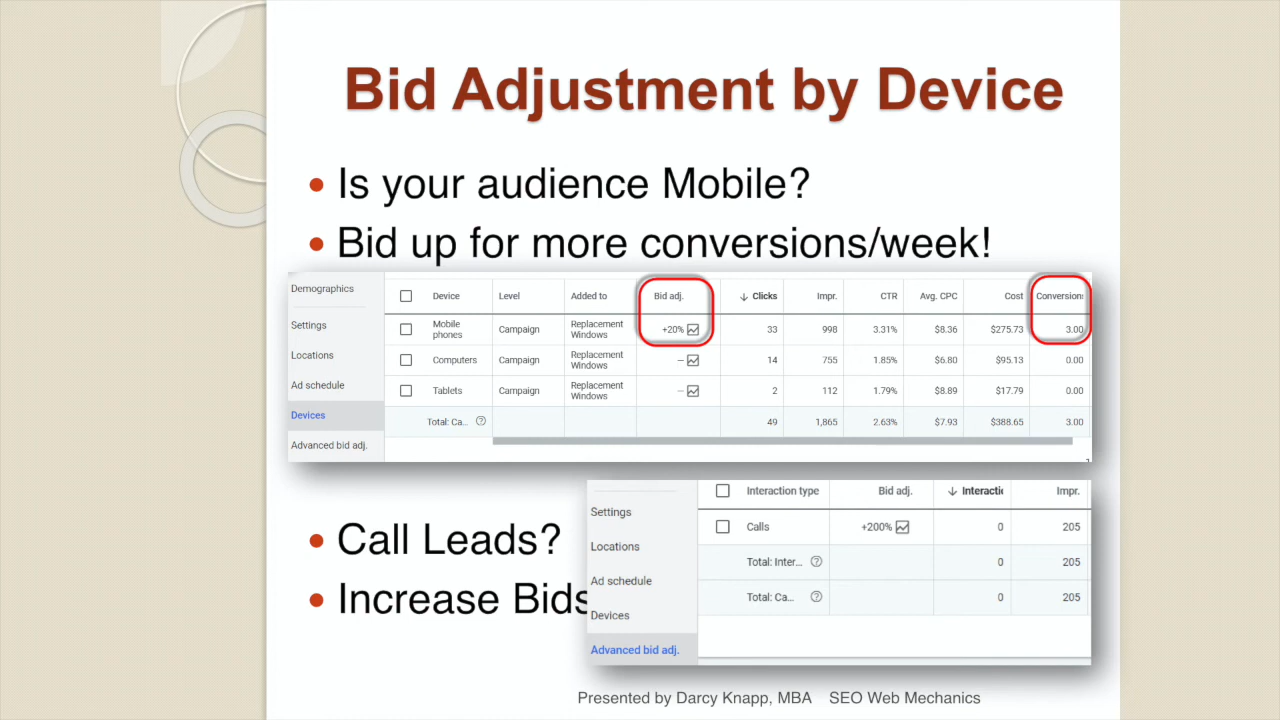 Bid Adjustment by Device
• Is your audience Mobile?
• Bid up for more conversions/week!
Demographics
Settings
Locations
Ad schedule
Devices
Advanced bid adj.
Device Level Added to Bid adj. ↓ Clicks Impr. CTR Avg. CPC Cost Conversions
Mobile phones Campaign Replacement Windows +20% 33 998 3.31% $8.36 $275.73 3.00
Computers Campaign Replacement Windows – 14 755 1.85% $6.80 $95.13 0.00
Tablets Campaign Replacement Windows – 2 112 1.79% $8.89 $17.79 0.00
Total: Ca... 49 1,865 2.63% $7.93 $388.65 3.00
• Call Leads?
• Increase Bids
Settings
Locations
Ad schedule
Devices
Advanced bid adj.
Interaction type Bid adj. ↓ Interactic Impr.
Calls +200% 0 205
Total: Inter... 0 205
Total: Ca... 0 205
Presented by Darcy Knapp, MBA SEO Web Mechanics